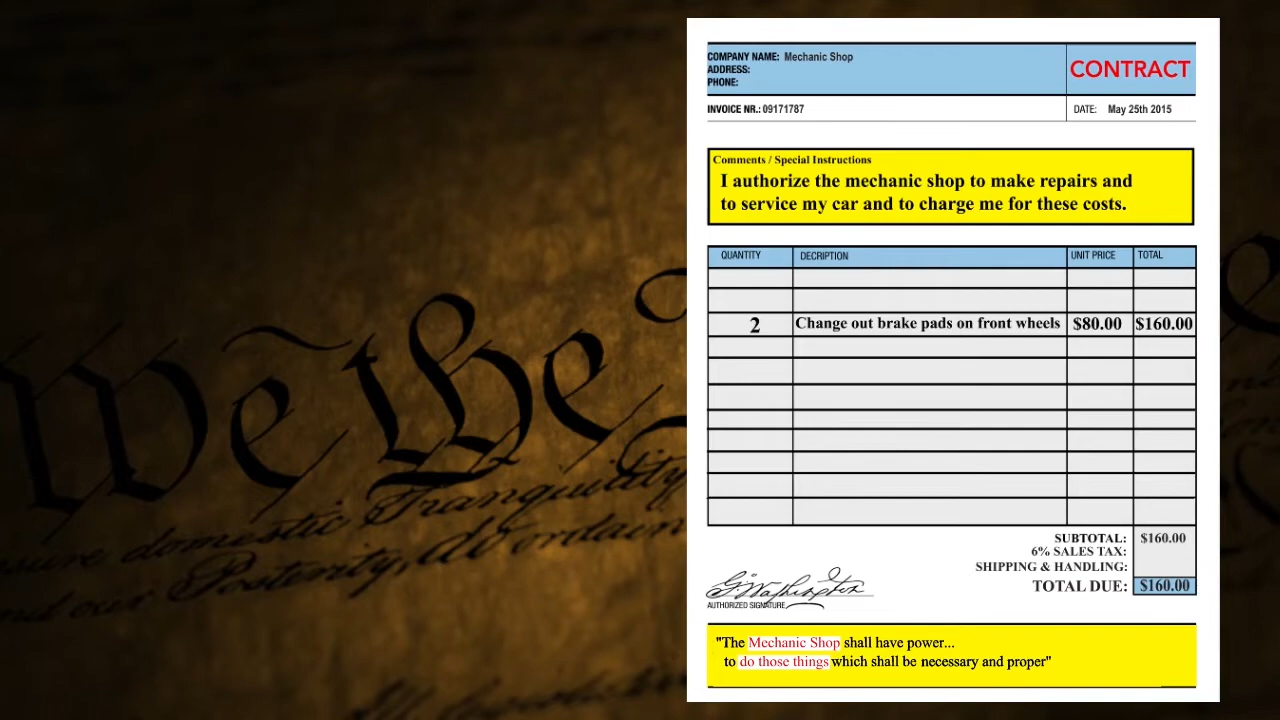 We the
sure domestic Tranquility
Posterity, do ordain
COMPANY NAME: Mechanic Shop
ADDRESS:
PHONE:
CONTRACT
INVOICE NR.: 09171787
DATE: May 25th 2015
Comments / Special Instructions
I authorize the mechanic shop to make repairs and
to service my car and to charge me for these costs.
QUANTITY DECRIPTION UNIT PRICE TOTAL
2 Change out brake pads on front wheels $80.00 $160.00
SUBTOTAL: $160.00
6% SALES TAX:
SHIPPING & HANDLING:
TOTAL DUE: $160.00
G. Washington
AUTHORIZED SIGNATURE
"The Mechanic Shop shall have power...
to do those things which shall be necessary and proper"